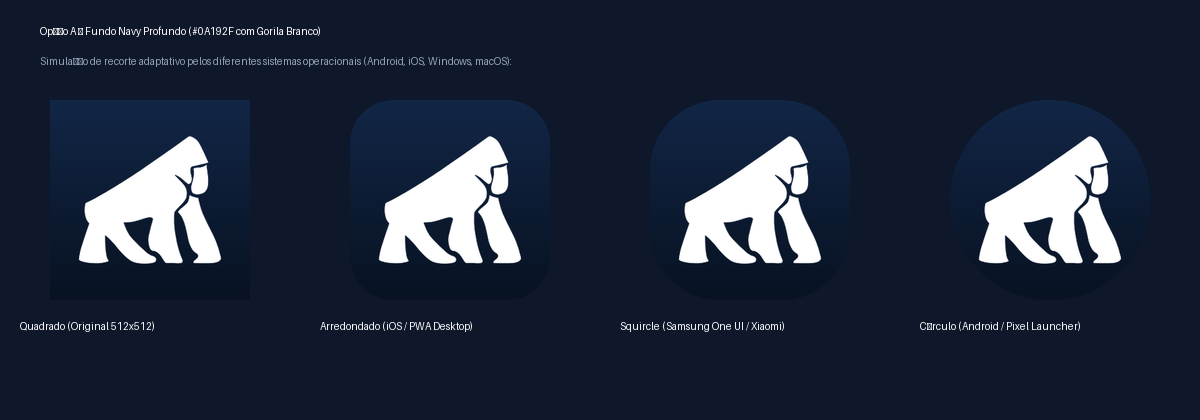 Op▯▯o A▯ Fundo Navy Profundo (#0A192F com Gorila Branco)
Simula▯▯o de recorte adaptativo pelos diferentes sistemas operacionais (Android, iOS, Windows, macOS):
Quadrado (Original 512x512)
Arredondado (iOS / PWA Desktop)
Squircle (Samsung One UI / Xiaomi)
C▯rculo (Android / Pixel Launcher)